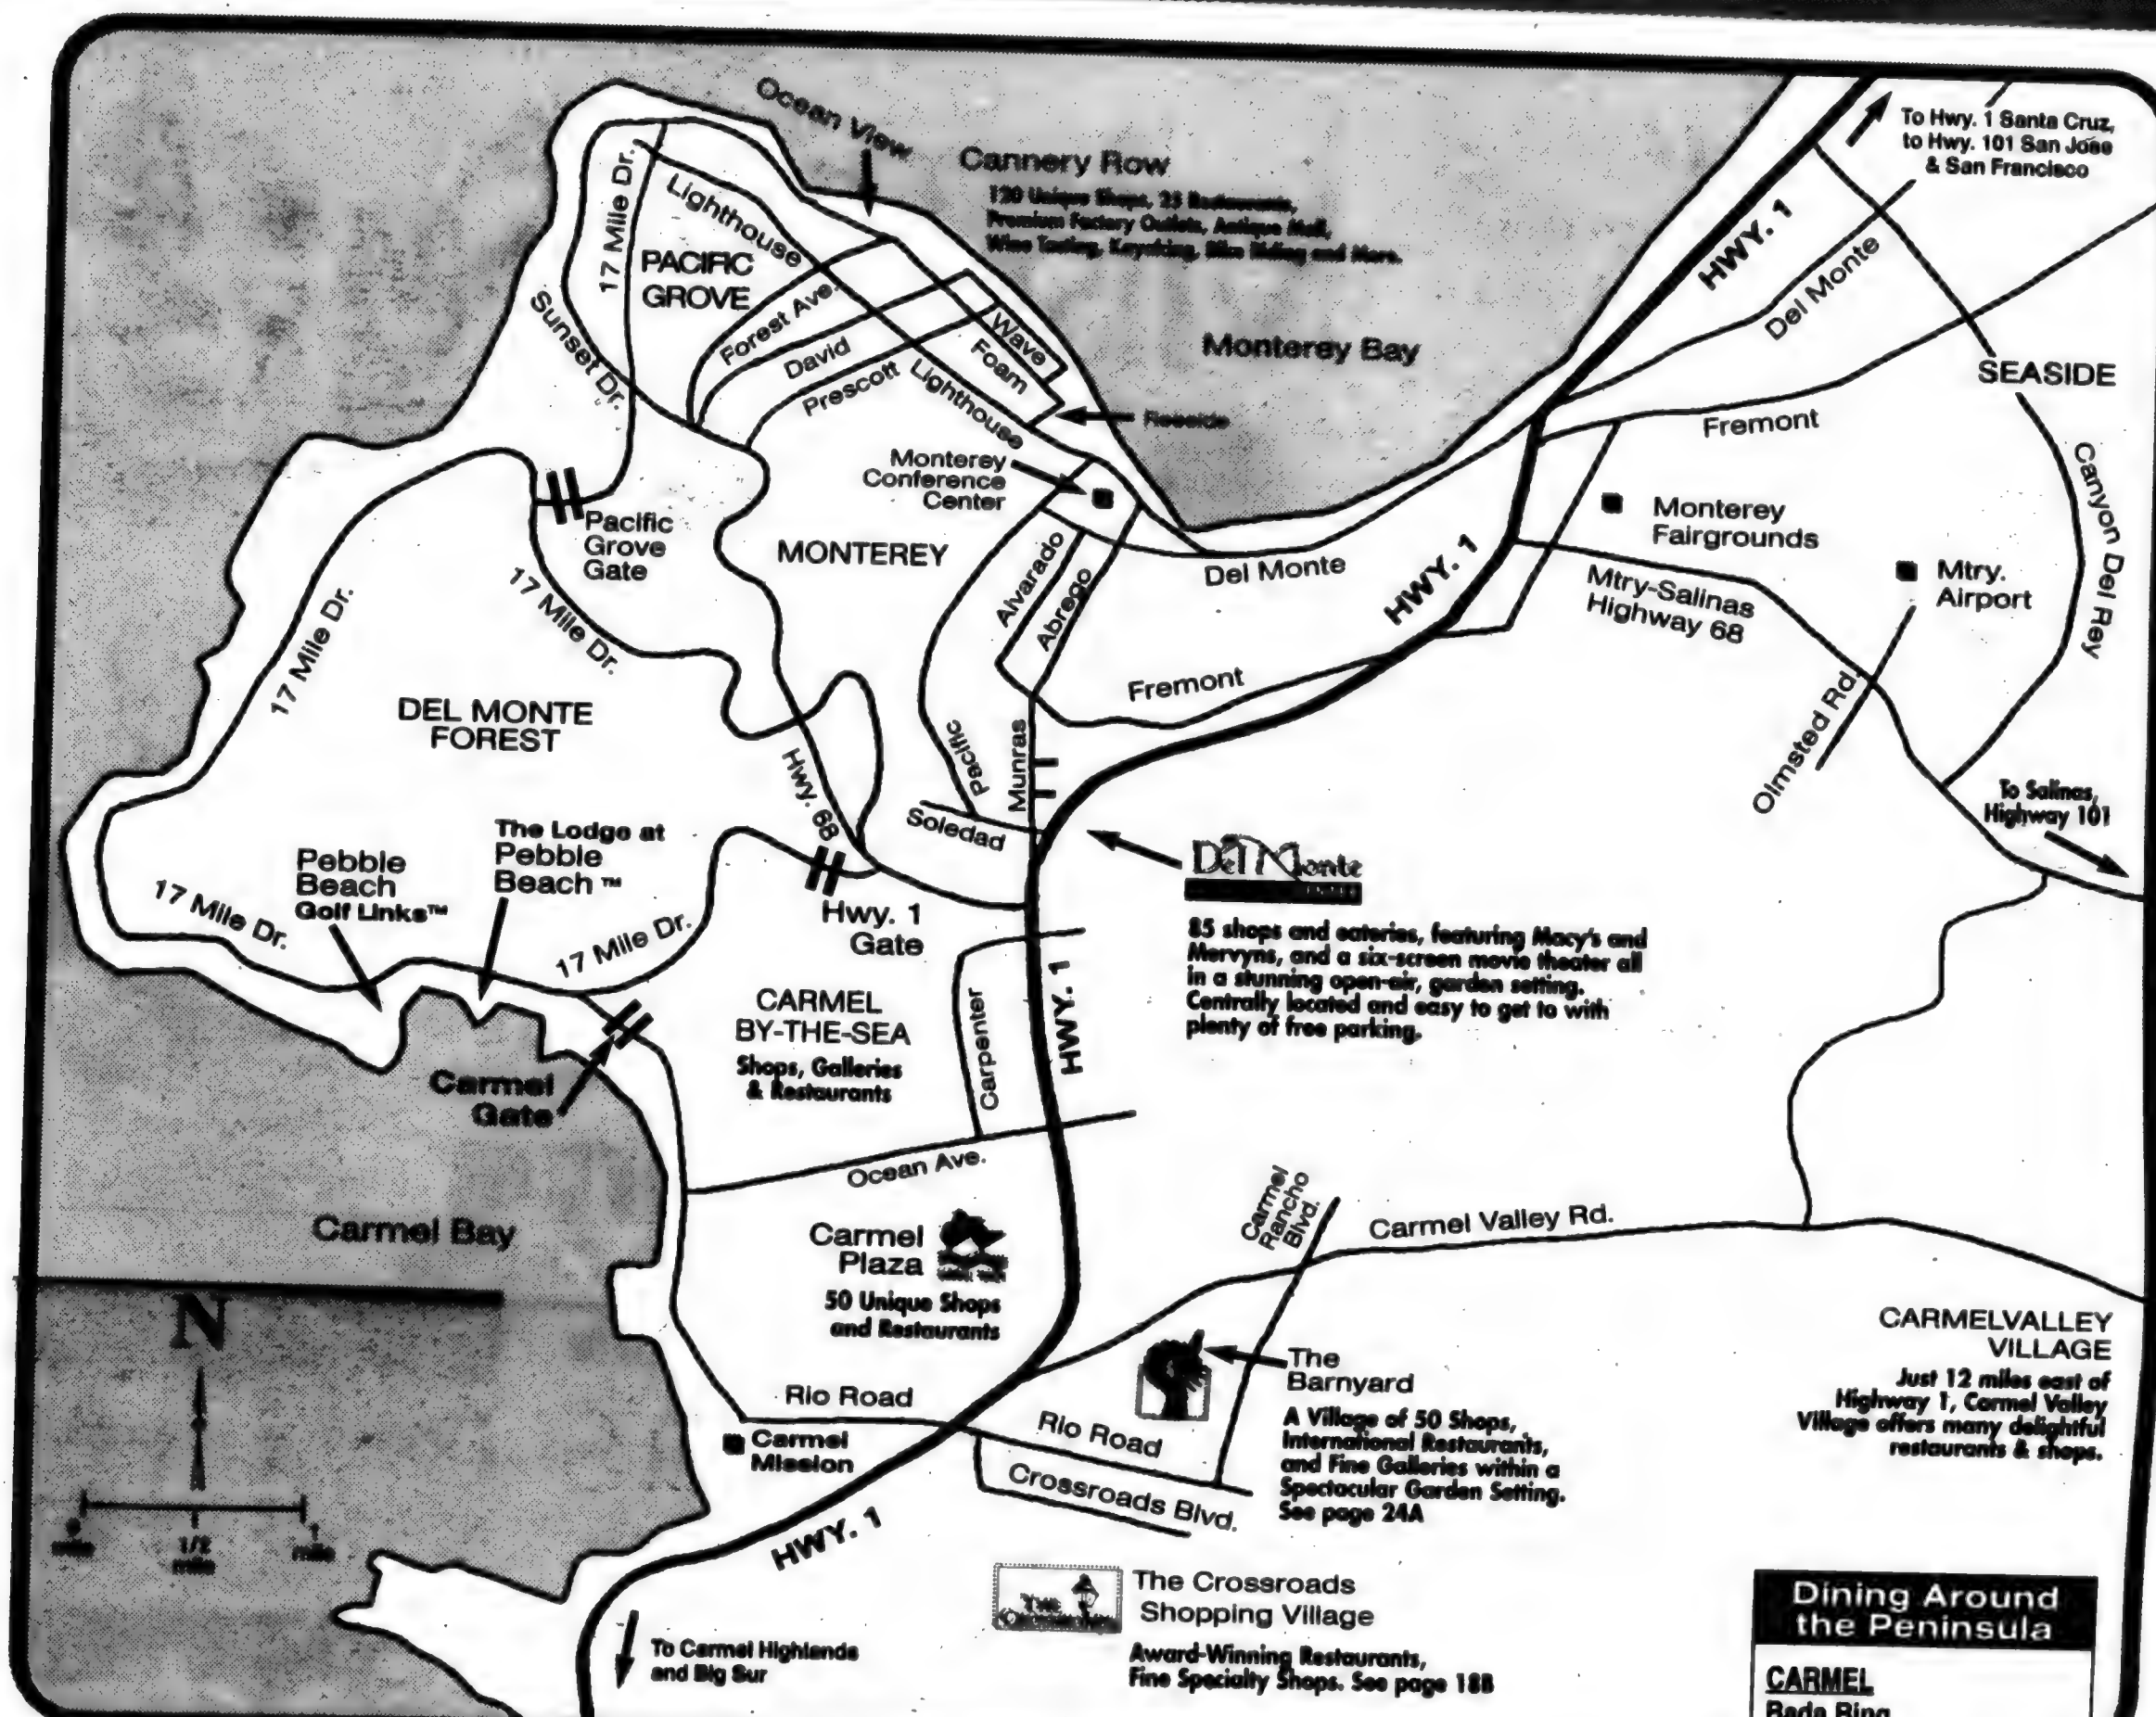 Ocean View
Cannery Row
120 Unique Shops, 25 Restaurants,
Premium Factory Outlets, Antique Mall,
Wine Tasting, Kayaking, Bike Riding and More.
To Hwy. 1 Santa Cruz,
to Hwy. 101 San Jose
& San Francisco
17 Mile Dr.
Lighthouse
PACIFIC
GROVE
Sunset Dr.
Forest Ave.
David
Prescott
Lighthouse
Wave
Foam
Reeside
Monterey Bay
HWY. 1
Del Monte
SEASIDE
Fremont
Canyon Del Rey
Monterey
Conference
Center
Pacific
Grove
Gate
MONTEREY
Alvarado
Abrego
Del Monte
HWY. 1
Monterey
Fairgrounds
Mtry-Salinas
Highway 68
Mtry.
Airport
17 Mile Dr.
17 Mile Dr.
DEL MONTE
FOREST
Fremont
Pacific
Munras
Hwy. 68
Soledad
Olmsted Rd.
To Salinas,
Highway 101
Del Monte
85 shops and eateries, featuring Macy's and
Mervyns, and a six-screen movie theater all
in a stunning open-air, garden setting.
Centrally located and easy to get to with
plenty of free parking.
Pebble
Beach
Golf Links™
The Lodge at
Pebble
Beach™
17 Mile Dr.
17 Mile Dr.
Hwy. 1
Gate
CARMEL
BY-THE-SEA
Shops, Galleries
& Restaurants
Carpenter
HWY. 1
Carmel
Gate
Ocean Ave.
Carmel Bay
Carmel
Plaza
50 Unique Shops
and Restaurants
Carmel
Rancho
Blvd.
Carmel Valley Rd.
N
0
mile
1/2
mile
1
mile
CARMELVALLEY
VILLAGE
Just 12 miles east of
Highway 1, Carmel Valley
Village offers many delightful
restaurants & shops.
The
Barnyard
A Village of 50 Shops,
International Restaurants,
and Fine Galleries within a
Spectacular Garden Setting.
See page 24A
Rio Road
Carmel
Mission
Rio Road
Crossroads Blvd.
HWY. 1
THE
The Crossroads
Shopping Village
Award-Winning Restaurants,
Fine Specialty Shops. See page 18B
To Carmel Highlands
and Big Sur
Dining Around
the Peninsula
CARMEL